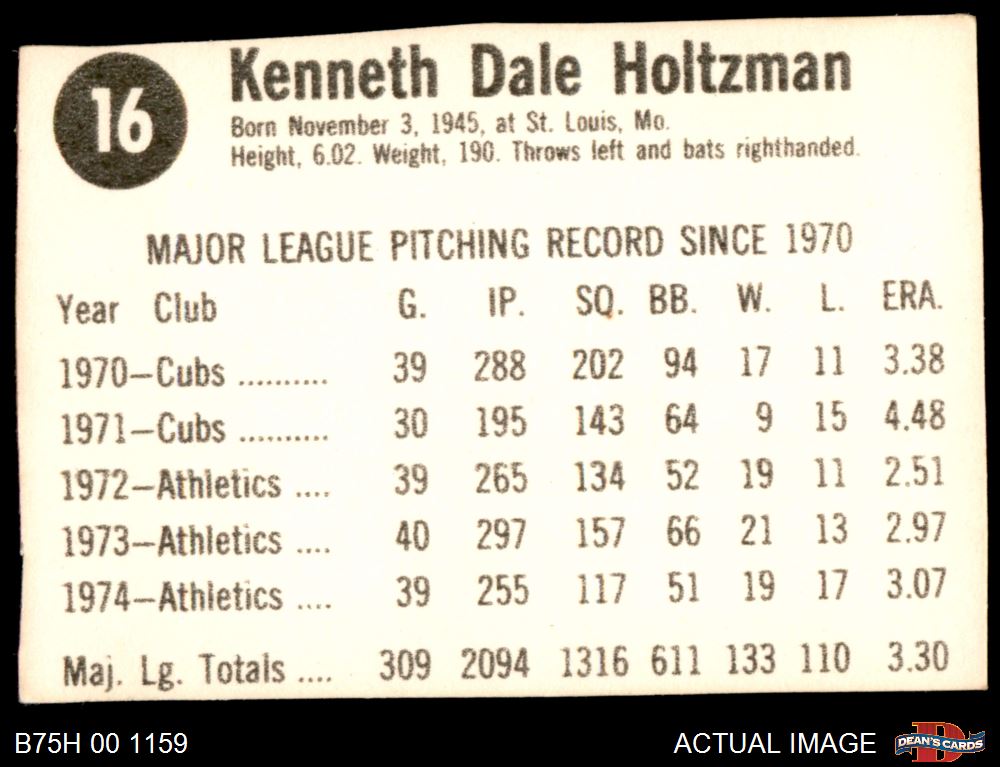 16
Kenneth Dale Holtzman
Born November 3, 1945, at St. Louis, Mo.
Height, 6.02. Weight, 190. Throws left and bats righthanded.
MAJOR LEAGUE PITCHING RECORD SINCE 1970
Year Club G. IP. SQ. BB. W. L. ERA.
1970—Cubs .......... 39 288 202 94 17 11 3.38
1971—Cubs .......... 30 195 143 64 9 15 4.48
1972—Athletics .... 39 265 134 52 19 11 2.51
1973—Athletics .... 40 297 157 66 21 13 2.97
1974—Athletics .... 39 255 117 51 19 17 3.07
Maj. Lg. Totals .... 309 2094 1316 611 133 110 3.30
B75H 00 1159 ACTUAL IMAGE D DEAN'S CARDS